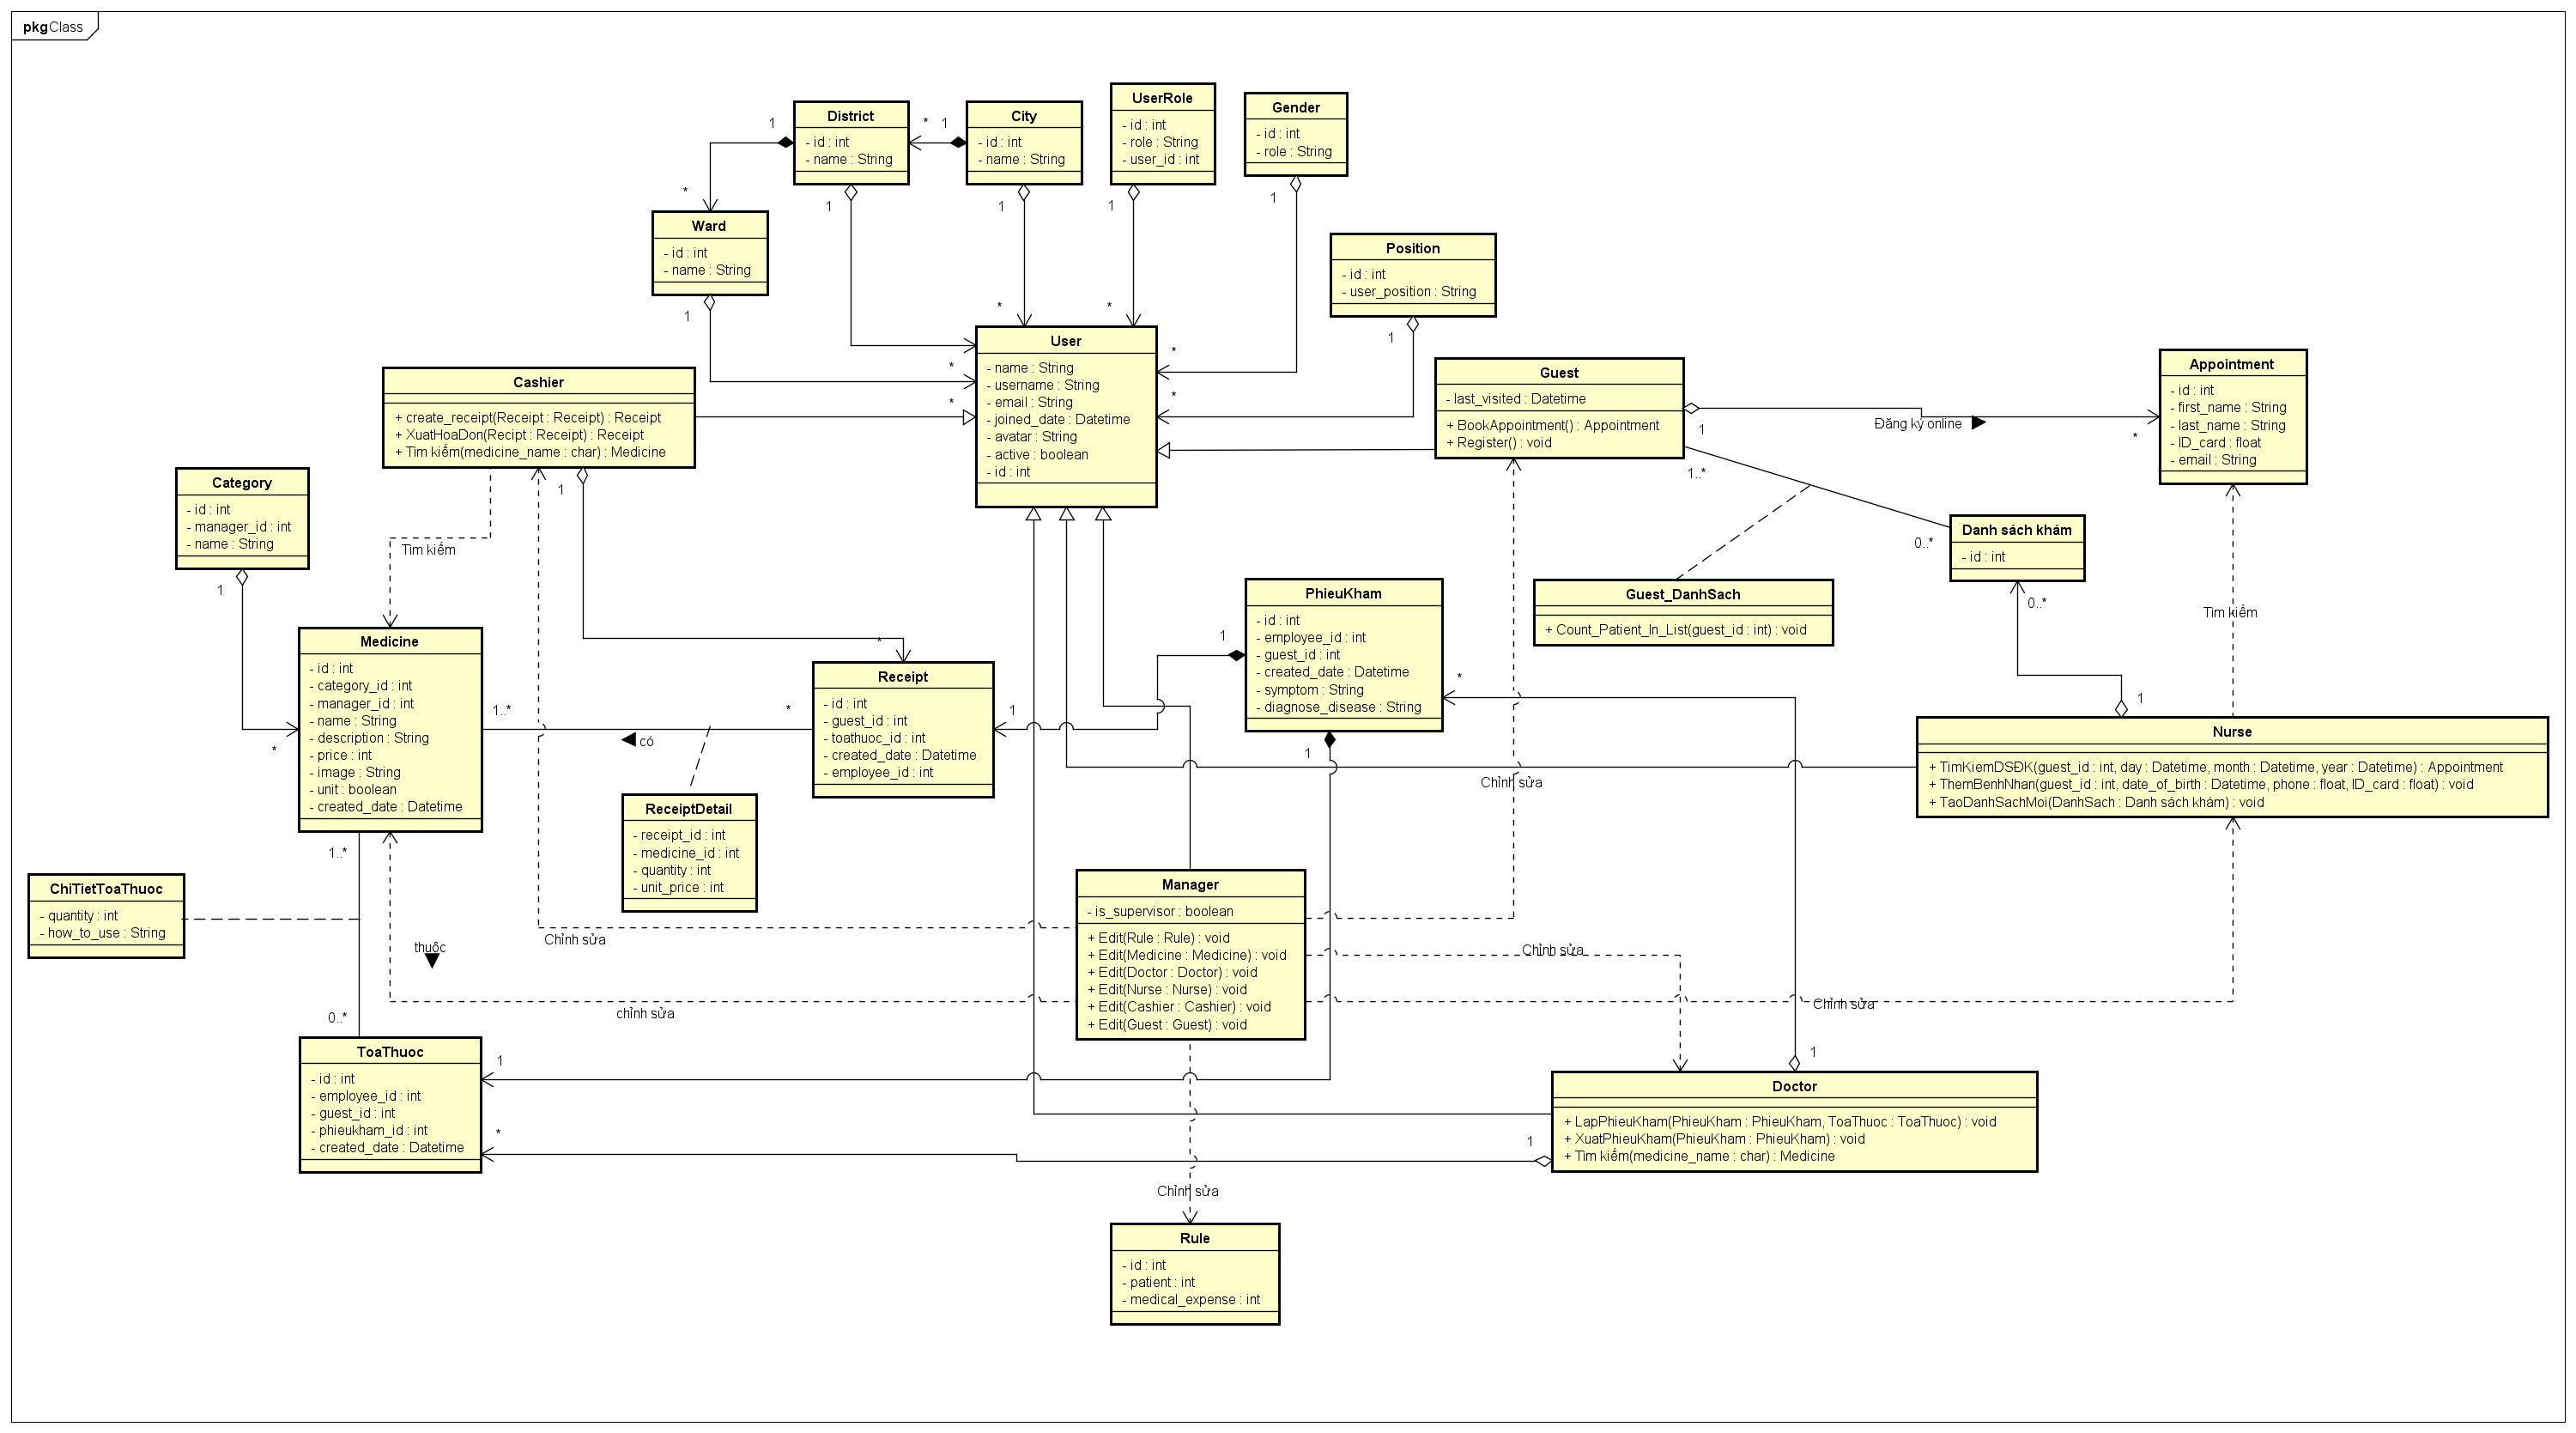 pkg Class
District
- id : int
- name : String
City
- id : int
- name : String
UserRole
- id : int
- role : String
- user_id : int
Gender
- id : int
- role : String
1
*
1
*
1
1
1
1
Ward
- id : int
- name : String
1
Position
- id : int
- user_position : String
1
*
*
*
*
*
*
User
- name : String
- username : String
- email : String
- joined_date : Datetime
- avatar : String
- active : boolean
- id : int
Cashier
+ create_receipt(Receipt : Receipt) : Receipt
+ XuatHoaDon(Recipt : Receipt) : Receipt
+ Tìm kiếm(medicine_name : char) : Medicine
1
Tìm kiếm
Guest
- last_visited : Datetime
+ BookAppointment() : Appointment
+ Register() : void
1
Đăng ký online
*
1..*
0..*
Appointment
- id : int
- first_name : String
- last_name : String
- ID_card : float
- email : String
Category
- id : int
- manager_id : int
- name : String
1
*
Danh sách khám
- id : int
0..*
Guest_DanhSach
+ Count_Patient_In_List(guest_id : int) : void
Tìm kiếm
PhieuKham
- id : int
- employee_id : int
- guest_id : int
- created_date : Datetime
- symptom : String
- diagnose_disease : String
1
1
*
1
Medicine
- id : int
- category_id : int
- manager_id : int
- name : String
- description : String
- price : int
- image : String
- unit : boolean
- created_date : Datetime
1..*
*
có
*
Receipt
- id : int
- guest_id : int
- toathuoc_id : int
- created_date : Datetime
- employee_id : int
1
Nurse
+ TimKiemDSĐK(guest_id : int, day : Datetime, month : Datetime, year : Datetime) : Appointment
+ ThemBenhNhan(guest_id : int, date_of_birth : Datetime, phone : float, ID_card : float) : void
+ TaoDanhSachMoi(DanhSach : Danh sách khám) : void
Chỉnh sửa
ReceiptDetail
- receipt_id : int
- medicine_id : int
- quantity : int
- unit_price : int
1..*
ChiTietToaThuoc
- quantity : int
- how_to_use : String
thuộc
0..*
Manager
- is_supervisor : boolean
+ Edit(Rule : Rule) : void
+ Edit(Medicine : Medicine) : void
+ Edit(Doctor : Doctor) : void
+ Edit(Nurse : Nurse) : void
+ Edit(Cashier : Cashier) : void
+ Edit(Guest : Guest) : void
Chỉnh sửa
Chỉnh sửa
chỉnh sửa
Chỉnh sửa
ToaThuoc
- id : int
- employee_id : int
- guest_id : int
- phieukham_id : int
- created_date : Datetime
1
*
1
1
Doctor
+ LapPhieuKham(PhieuKham : PhieuKham, ToaThuoc : ToaThuoc) : void
+ XuatPhieuKham(PhieuKham : PhieuKham) : void
+ Tìm kiếm(medicine_name : char) : Medicine
Chỉnh sửa
Rule
- id : int
- patient : int
- medical_expense : int